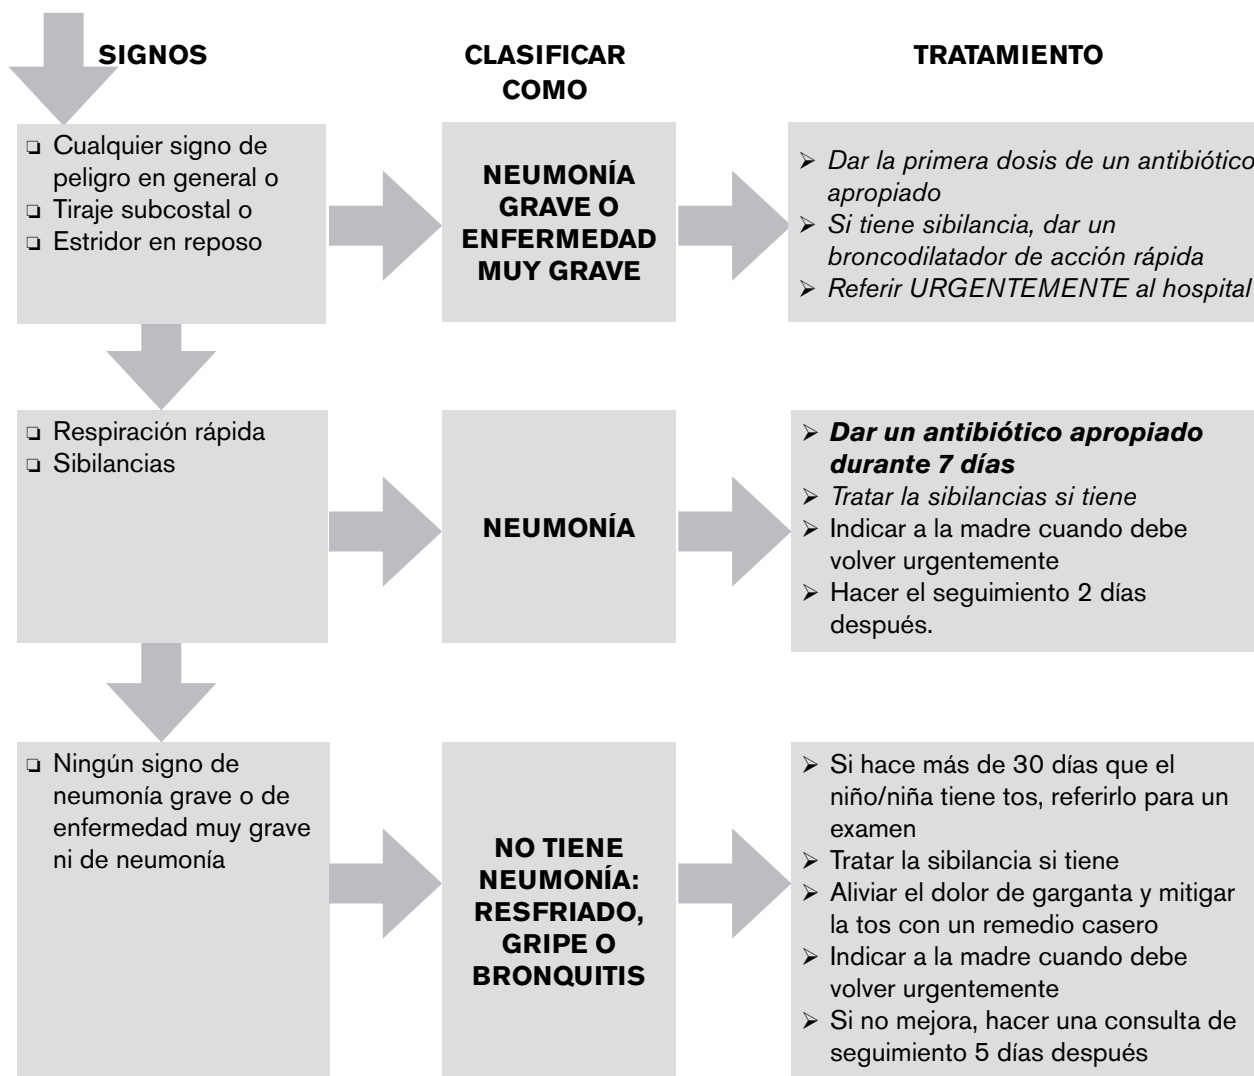 SIGNOS
CLASIFICAR
COMO
TRATAMIENTO
❏ Cualquier signo de
peligro en general o
❏ Tiraje subcostal o
❏ Estridor en reposo
NEUMONÍA
GRAVE O
ENFERMEDAD
MUY GRAVE
➢ Dar la primera dosis de un antibiótico
apropiado
➢ Si tiene sibilancia, dar un
broncodilatador de acción rápida
➢ Referir URGENTEMENTE al hospital
❏ Respiración rápida
❏ Sibilancias
NEUMONÍA
➢ Dar un antibiótico apropiado
durante 7 días
➢ Tratar la sibilancias si tiene
➢ Indicar a la madre cuando debe
volver urgentemente
➢ Hacer el seguimiento 2 días
después.
❏ Ningún signo de
neumonía grave o de
enfermedad muy grave
ni de neumonía
NO TIENE
NEUMONÍA:
RESFRIADO,
GRIPE O
BRONQUITIS
➢ Si hace más de 30 días que el
niño/niña tiene tos, referirlo para un
examen
➢ Tratar la sibilancia si tiene
➢ Aliviar el dolor de garganta y mitigar
la tos con un remedio casero
➢ Indicar a la madre cuando debe
volver urgentemente
➢ Si no mejora, hacer una consulta de
seguimiento 5 días después